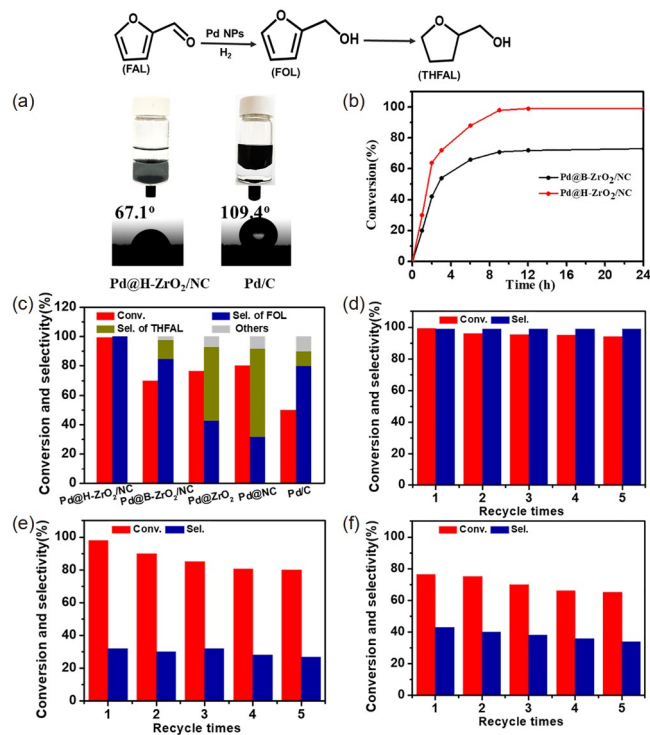 O
O
Pd NPs
H2
O
OH
O
OH
(FAL)
(FOL)
(THFAL)
(a)
67.1°
109.4°
Pd@H-ZrO2/NC
Pd/C
(b)
Conversion(%)
100
80
60
40
20
0
Pd@B-ZrO2/NC
Pd@H-ZrO2/NC
0 4 8 12 16 20 24
Time (h)
(c)
Conversion and selectivity(%)
120
100
80
60
40
20
0
Conv. Sel. of FOL
Sel. of THFAL Others
Pd@H-ZrO2/NC Pd@B-ZrO2/NC Pd@ZrO2 Pd@NC Pd/C
(d)
Conversion and selectivity(%)
100
80
60
40
20
0
Conv. Sel.
1 2 3 4 5
Recycle times
(e)
Conversion and selectivity(%)
100
80
60
40
20
0
Conv. Sel.
1 2 3 4 5
Recycle times
(f)
Conversion and selectivity(%)
100
80
60
40
20
0
Conv. Sel.
1 2 3 4 5
Recycle times